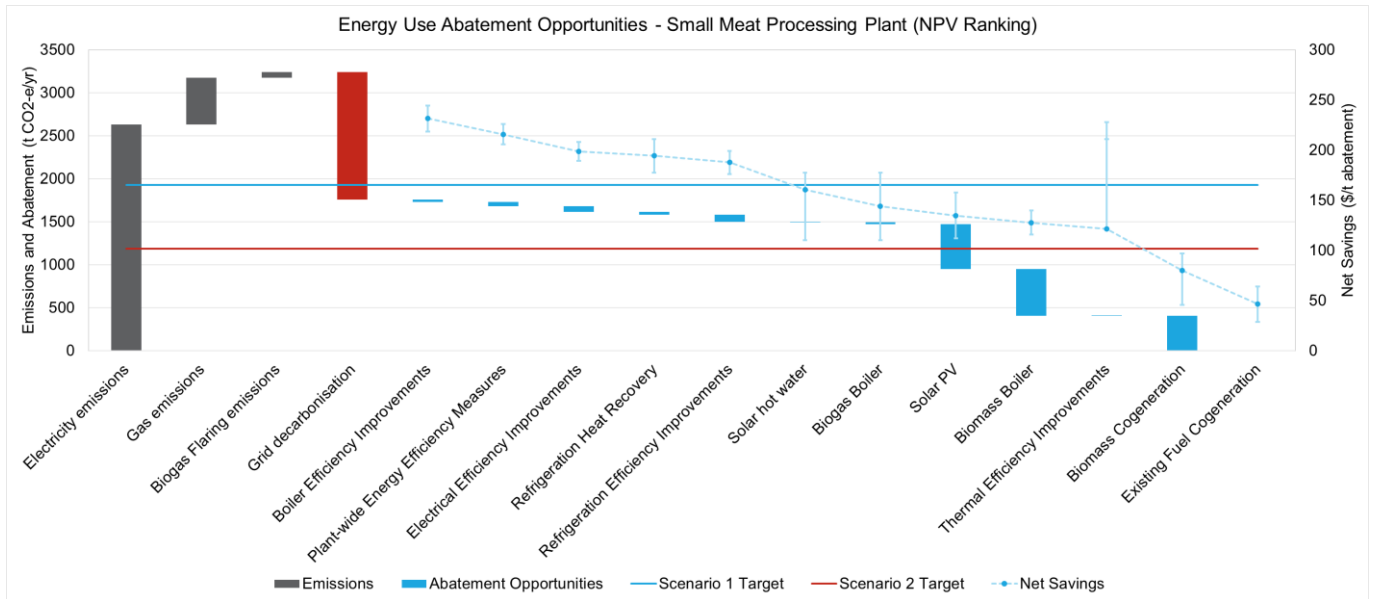 Energy Use Abatement Opportunities - Small Meat Processing Plant (NPV Ranking)
Emissions and Abatement (t CO2-e/yr)
3500
3000
2500
2000
1500
1000
500
0
300
250
200
150
100
50
0
Net Savings ($/t abatement)
Electricity emissions
Gas emissions
Biogas Flaring emissions
Grid decarbonisation
Boiler Efficiency Improvements
Plant-wide Energy Efficiency Measures
Electrical Efficiency Improvements
Refrigeration Heat Recovery
Refrigeration Efficiency Improvements
Solar hot water
Biogas Boiler
Solar PV
Biomass Boiler
Thermal Efficiency Improvements
Biomass Cogeneration
Existing Fuel Cogeneration
Emissions Abatement Opportunities Scenario 1 Target Scenario 2 Target Net Savings